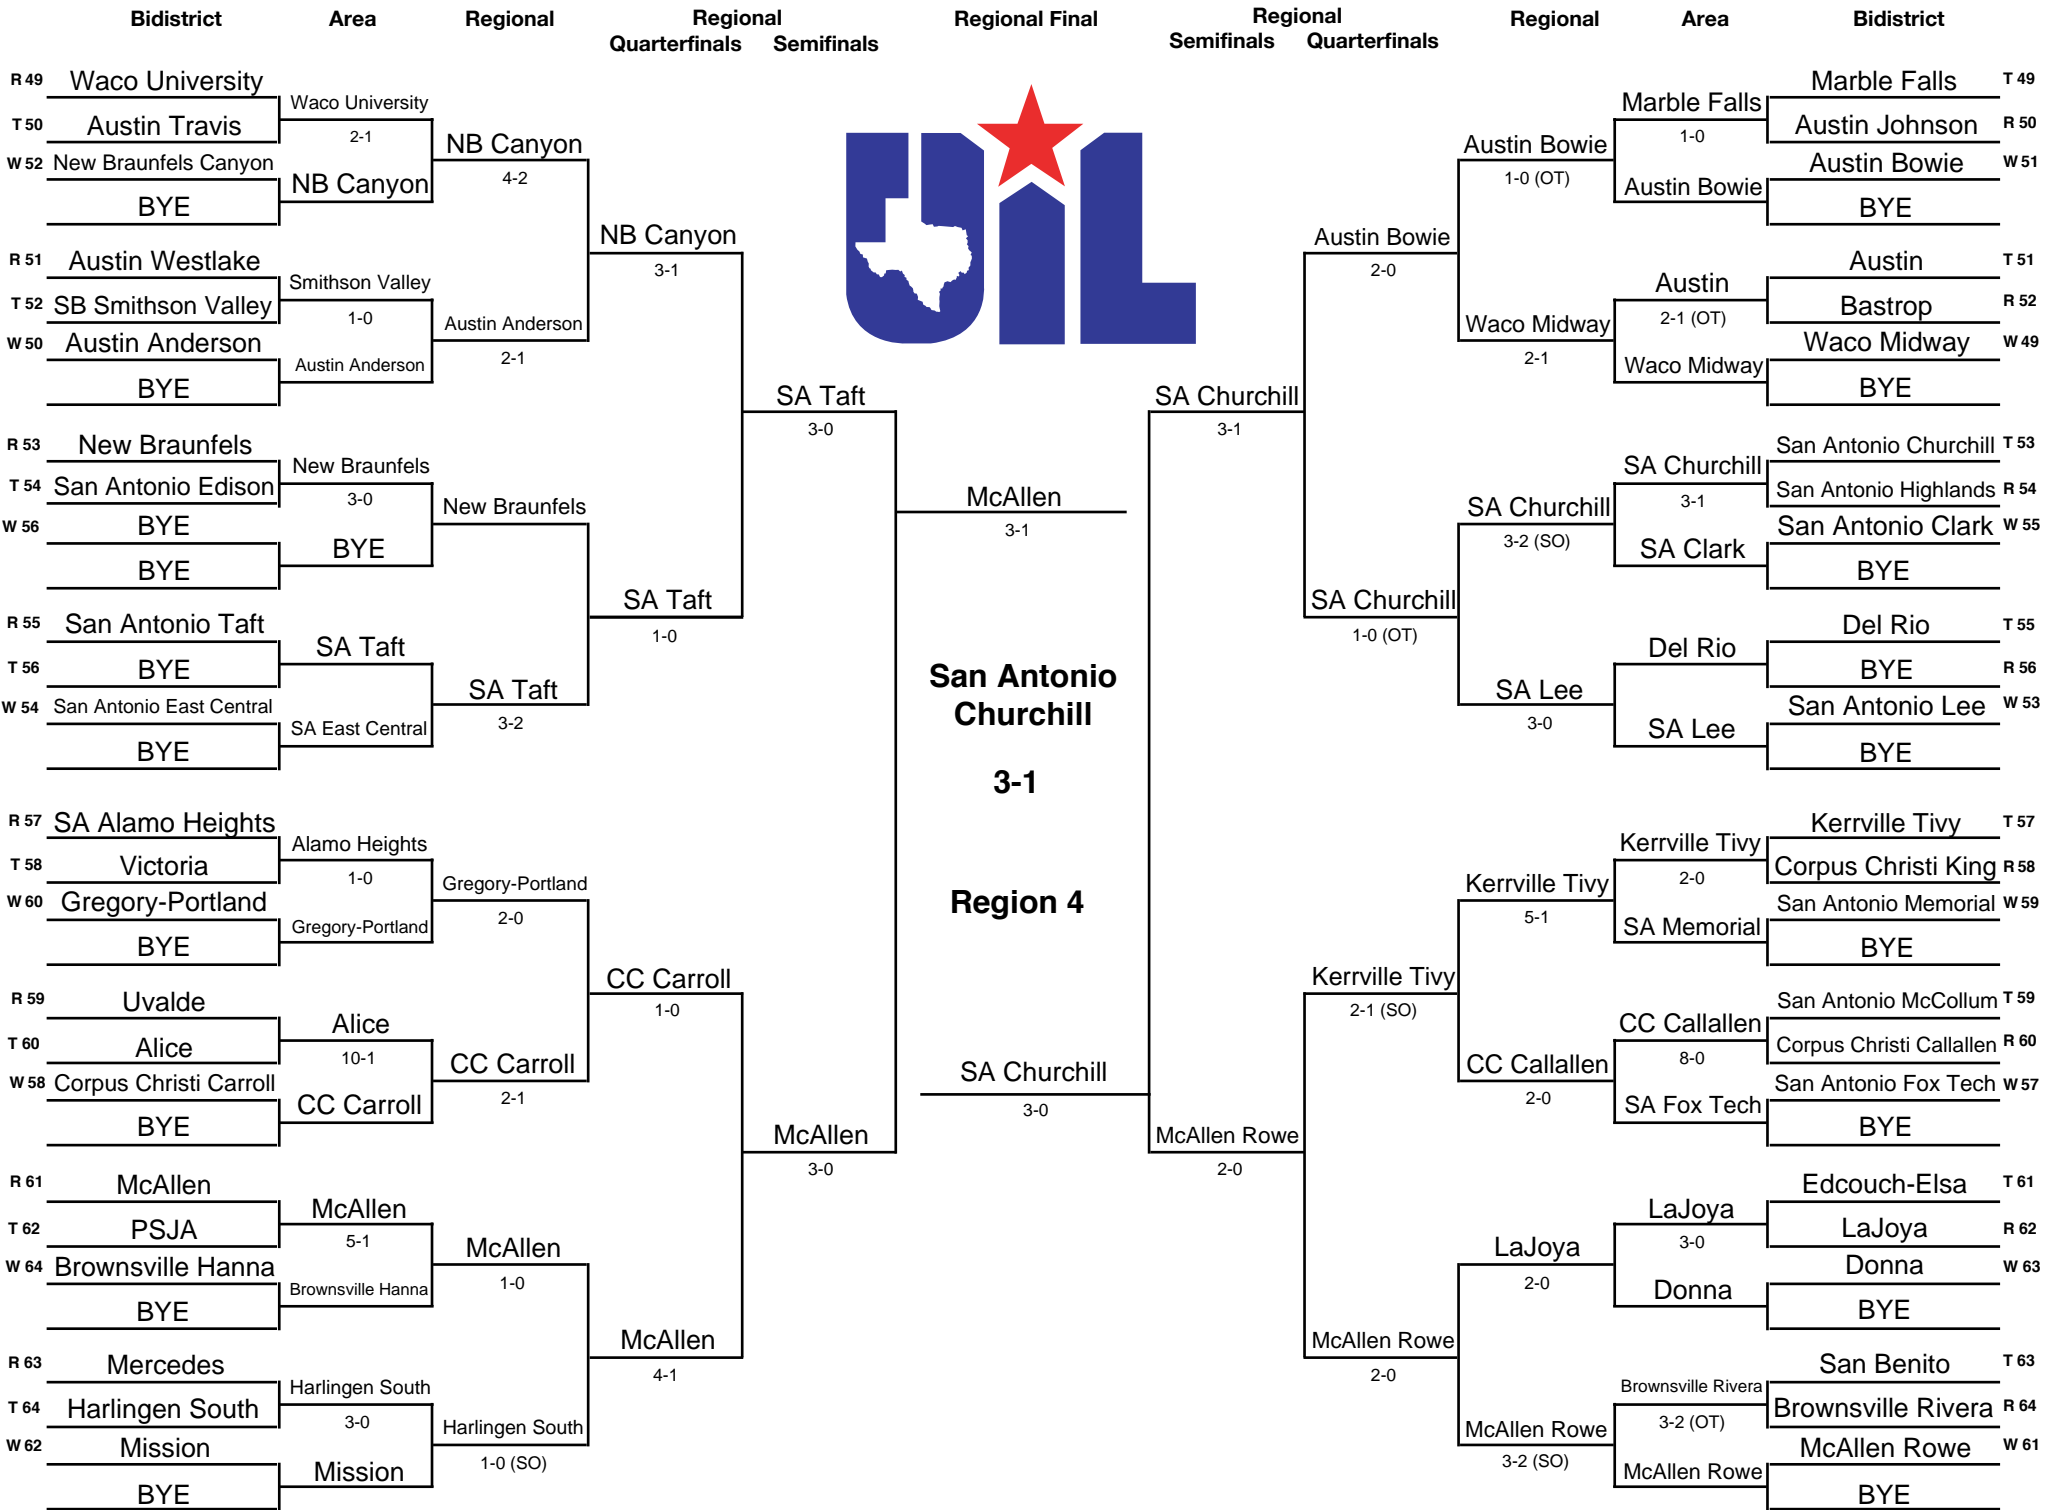 Bidistrict Area Regional Regional Regional Final Regional Regional Area Bidistrict
Quarterfinals Semifinals Semifinals Quarterfinals
R 49 Waco University
Waco University
T 50 Austin Travis
2-1
NB Canyon
W 52 New Braunfels Canyon
4-2
NB Canyon
BYE
NB Canyon
3-1
R 51 Austin Westlake
Smithson Valley
T 52 SB Smithson Valley
1-0
Austin Anderson
W 50 Austin Anderson
2-1
Austin Anderson
BYE
SA Taft
3-0
R 53 New Braunfels
New Braunfels
T 54 San Antonio Edison
3-0
New Braunfels
W 56 BYE
BYE
BYE
SA Taft
1-0
R 55 San Antonio Taft
SA Taft
T 56 BYE
SA Taft
W 54 San Antonio East Central
3-2
SA East Central
BYE
R 57 SA Alamo Heights
Alamo Heights
T 58 Victoria
1-0
Gregory-Portland
W 60 Gregory-Portland
2-0
Gregory-Portland
BYE
CC Carroll
1-0
R 59 Uvalde
Alice
T 60 Alice
10-1
CC Carroll
W 58 Corpus Christi Carroll
2-1
CC Carroll
BYE
McAllen
3-0
R 61 McAllen
McAllen
T 62 PSJA
5-1
McAllen
W 64 Brownsville Hanna
1-0
Brownsville Hanna
BYE
McAllen
4-1
R 63 Mercedes
Harlingen South
T 64 Harlingen South
3-0
Harlingen South
W 62 Mission
1-0 (SO)
Mission
BYE
UIL
McAllen
3-1
San Antonio
Churchill
3-1
Region 4
SA Churchill
3-0
Marble Falls T 49
Marble Falls
Austin Johnson R 50
1-0
Austin Bowie
Austin Bowie W 51
1-0 (OT)
Austin Bowie
BYE
Austin Bowie
2-0
Austin T 51
Austin
Bastrop R 52
2-1 (OT)
Waco Midway
Waco Midway W 49
2-1
Waco Midway
BYE
SA Churchill
3-1
San Antonio Churchill T 53
SA Churchill
San Antonio Highlands R 54
3-1
SA Churchill
San Antonio Clark W 55
3-2 (SO)
SA Clark
BYE
SA Churchill
1-0 (OT)
Del Rio T 55
Del Rio
BYE R 56
SA Lee
San Antonio Lee W 53
3-0
SA Lee
BYE
Kerrville Tivy T 57
Kerrville Tivy
Corpus Christi King R 58
2-0
Kerrville Tivy
San Antonio Memorial W 59
5-1
SA Memorial
BYE
Kerrville Tivy
2-1 (SO)
San Antonio McCollum T 59
CC Callallen
Corpus Christi Callallen R 60
8-0
CC Callallen
San Antonio Fox Tech W 57
2-0
SA Fox Tech
BYE
McAllen Rowe
2-0
Edcouch-Elsa T 61
LaJoya
LaJoya R 62
3-0
LaJoya
Donna W 63
2-0
Donna
BYE
McAllen Rowe
2-0
San Benito T 63
Brownsville Rivera
Brownsville Rivera R 64
3-2 (OT)
McAllen Rowe
McAllen Rowe W 61
3-2 (SO)
McAllen Rowe
BYE